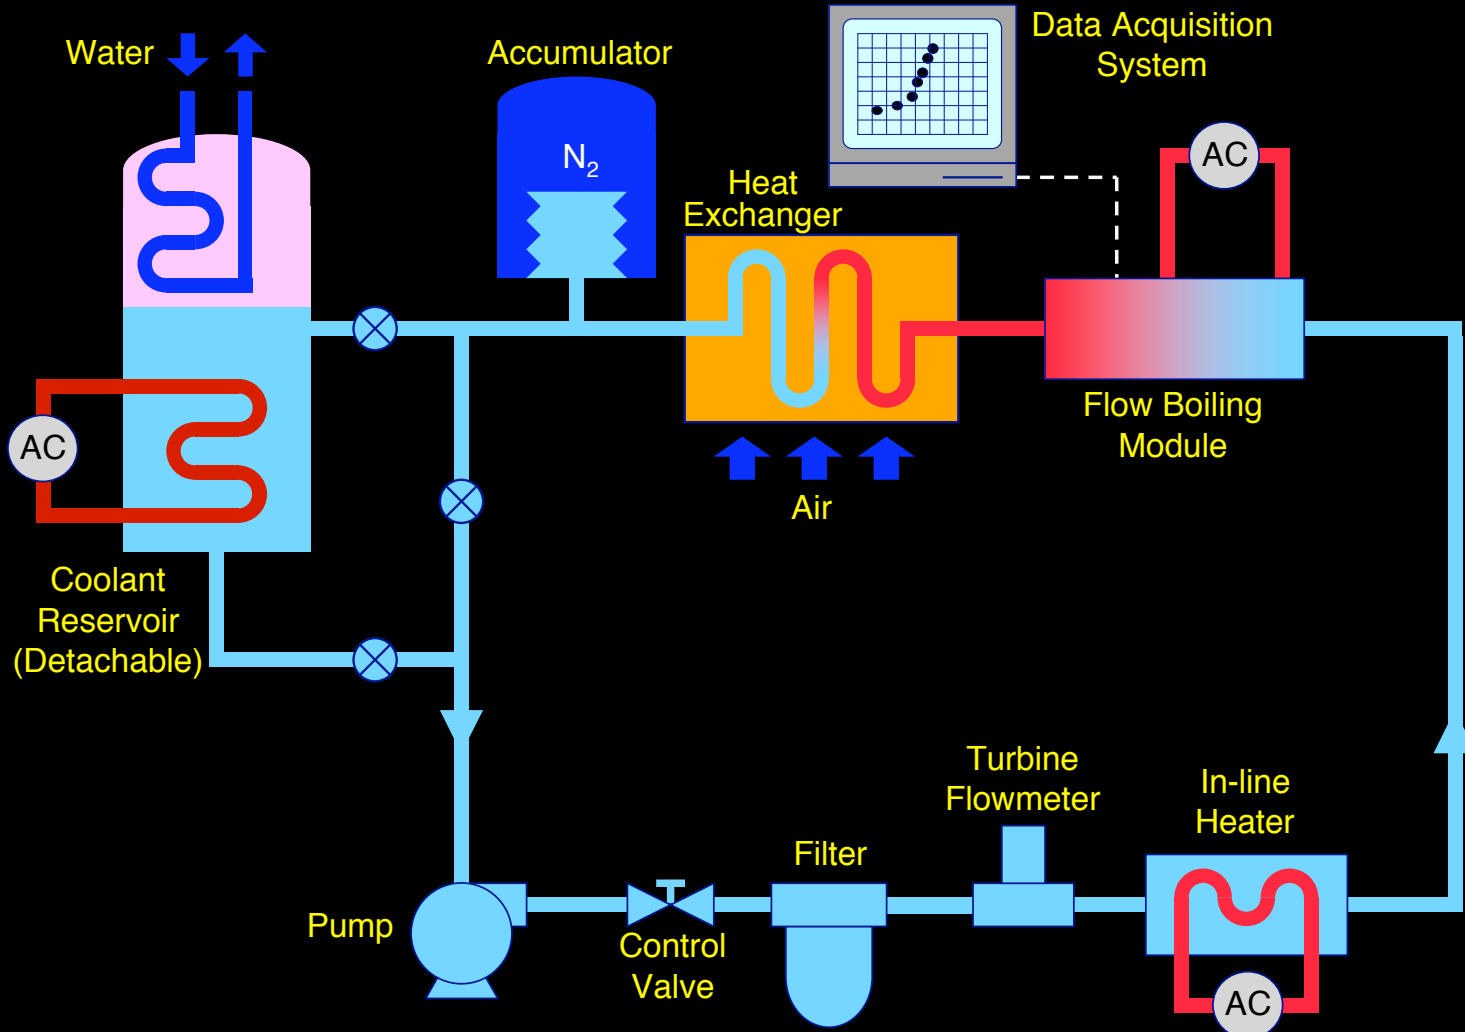 Water
Accumulator
N2
Data Acquisition
System
AC
Heat
Exchanger
Flow Boiling
Module
Air
AC
Coolant
Reservoir
(Detachable)
Turbine
Flowmeter
In-line
Heater
Filter
Pump
Control
Valve
AC